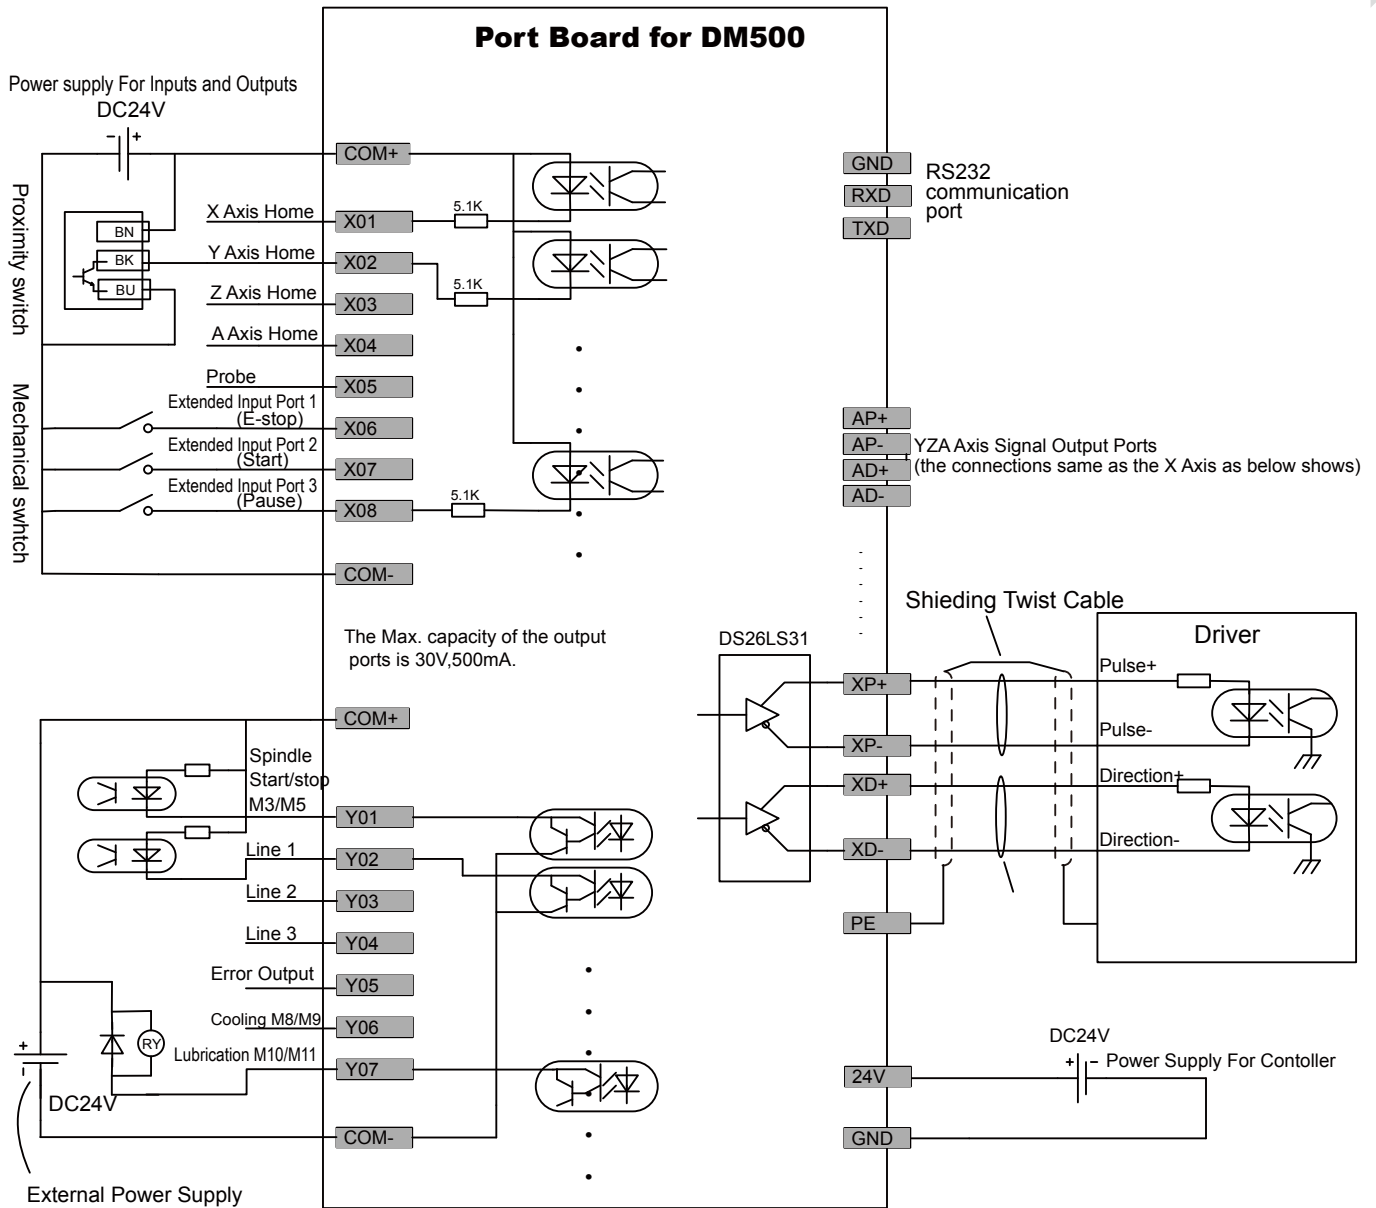 Port Board for DM500
Power supply For Inputs and Outputs
DC24V
- +
Proximity switch
BN
BK
BU
Mechanical swhtch
COM+
X Axis Home
X01
5.1K
Y Axis Home
X02
5.1K
Z Axis Home
X03
A Axis Home
X04
Probe
X05
Extended Input Port 1
(E-stop)
X06
Extended Input Port 2
(Start)
X07
Extended Input Port 3
(Pause)
X08
5.1K
COM-
GND
RXD
TXD
RS232
communication
port
AP+
AP-
AD+
AD-
YZA Axis Signal Output Ports
(the connections same as the X Axis as below shows)
The Max. capacity of the output
ports is 30V,500mA.
DS26LS31
Shieding Twist Cable
Driver
XP+
Pulse+
XP-
Pulse-
XD+
Direction+
XD-
Direction-
PE
COM+
Spindle
Start/stop
M3/M5
Y01
Line 1
Y02
Line 2
Y03
Line 3
Y04
Error Output
Y05
Cooling M8/M9
Y06
Lubrication M10/M11
Y07
RY
+
-
DC24V
COM-
External Power Supply
DC24V
+ -
Power Supply For Contoller
24V
GND